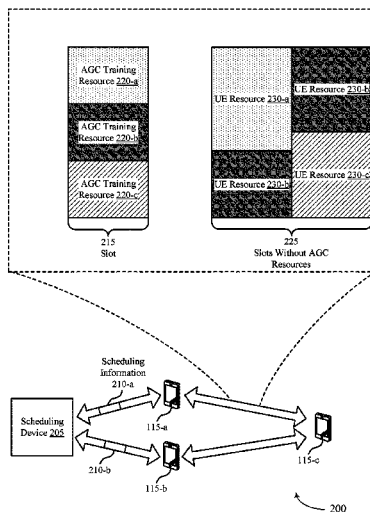 AGC Training
Resource 220-a
AGC Training
Resource 220-b
AGC Training
Resource 220-c
215
Slot
UE Resource 230-a
UE Resource 230-b
UE Resource 230-b
UE Resource 230-c
225
Slots Without AGC
Resources
Scheduling
Information
210-a
115-a
Scheduling
Device 205
115-c
210-b
115-b
200